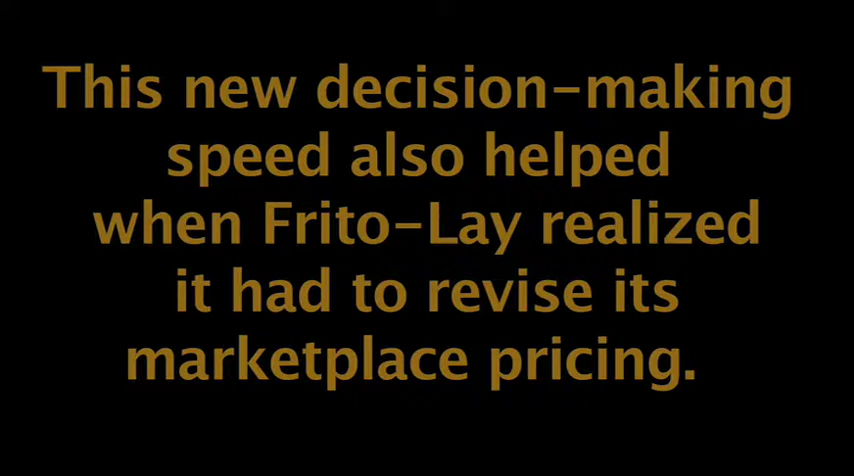 This new decision-making
speed also helped
when Frito-Lay realized
it had to revise its
marketplace pricing.